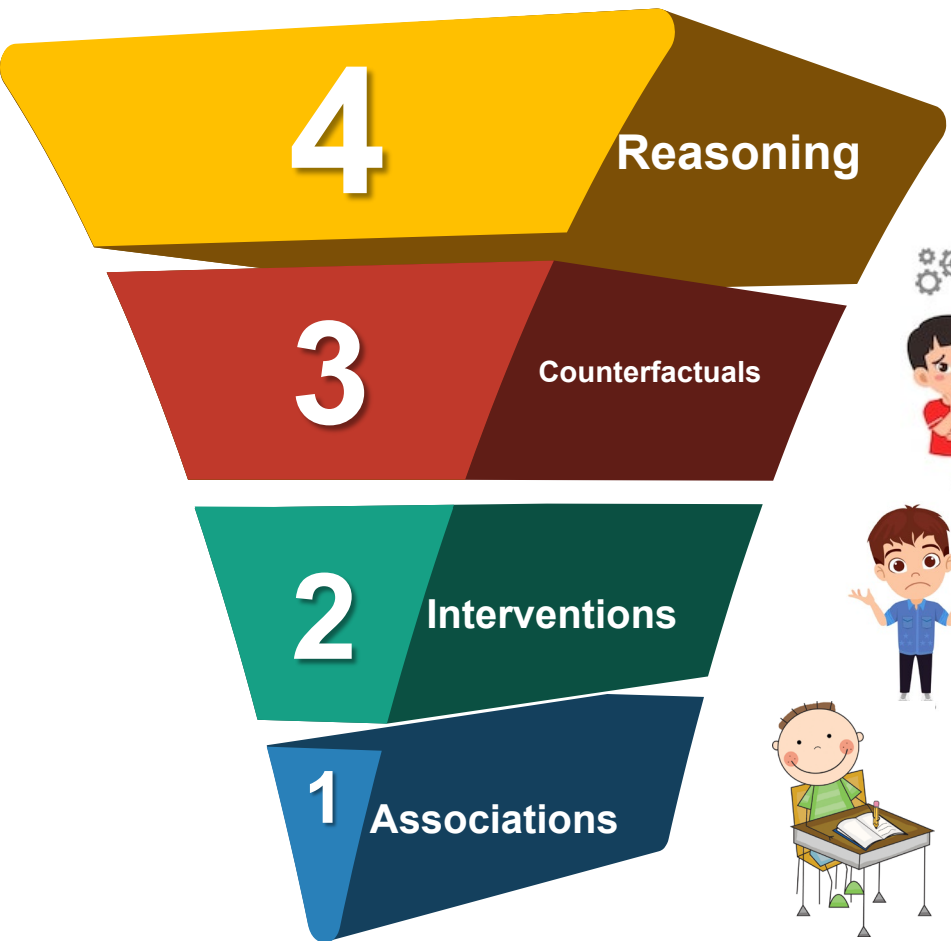 4
Reasoning
3
Counterfactuals
2
Interventions
1
Associations